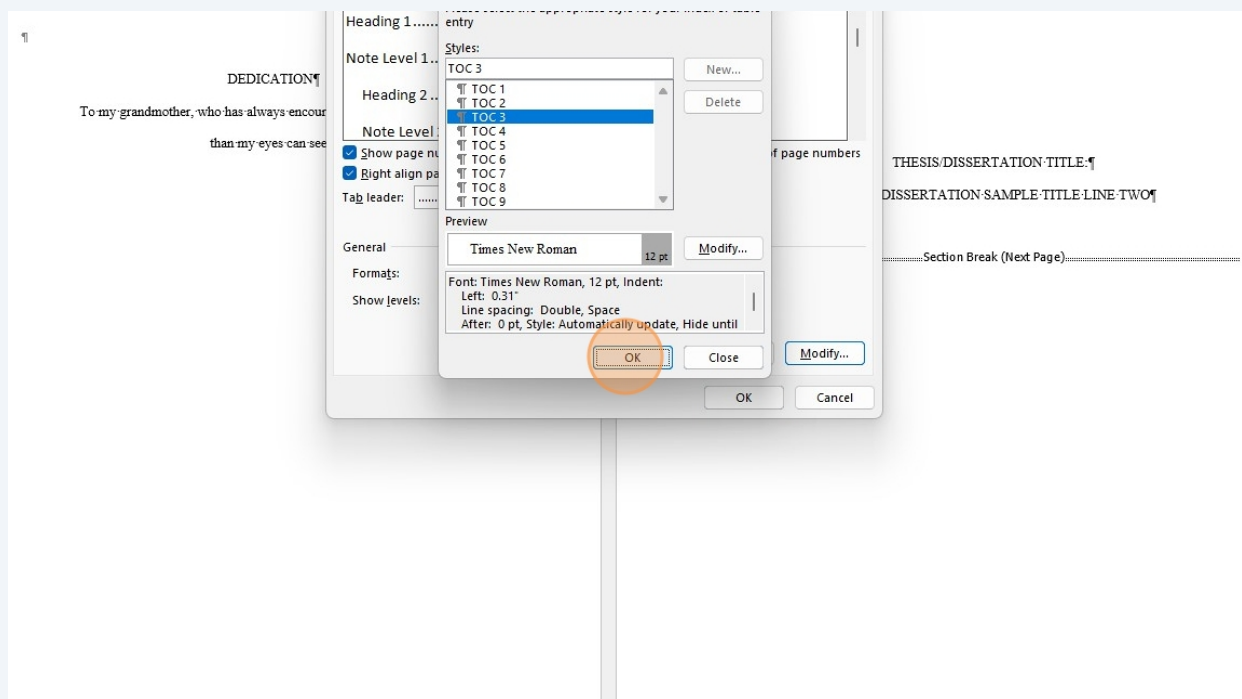 ¶
DEDICATION¶
To·my·grandmother,·who·has·always·encour
than·my·eyes·can·see
Heading 1......
Note Level 1..
Heading 2 ..
Note Level
Show page nu
Right align pa
Tab leader: ......
General
Formats:
Show levels:
entry
Styles:
TOC 3
¶ TOC 1
¶ TOC 2
¶ TOC 3
¶ TOC 4
¶ TOC 5
¶ TOC 6
¶ TOC 7
¶ TOC 8
¶ TOC 9
New...
Delete
Preview
Times New Roman
12 pt
Modify...
Font: Times New Roman, 12 pt, Indent:
Left: 0.31"
Line spacing: Double, Space
After: 0 pt, Style: Automatically update, Hide until
OK
Close
f page numbers
Modify...
OK
Cancel
THESIS/DISSERTATION·TITLE:¶
DISSERTATION·SAMPLE·TITLE·LINE·TWO¶
Section Break (Next Page)